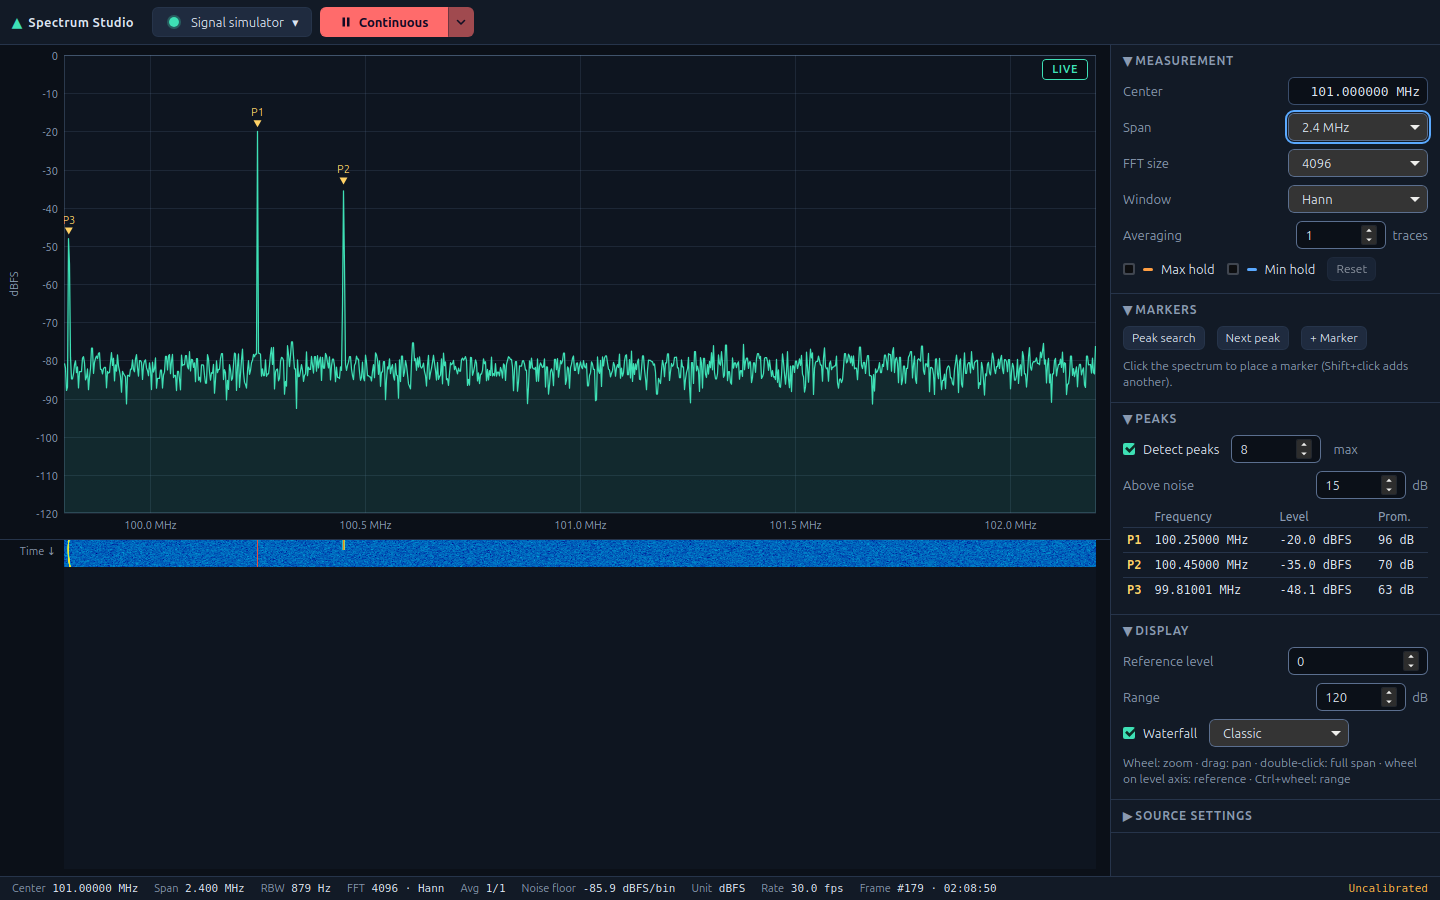 Spectrum Studio
Signal simulator ▾
Continuous
LIVE
P1
P2
P3
0
-10
-20
-30
-40
-50
-60
-70
-80
-90
-100
-110
-120
dBFS
100.0 MHz 100.5 MHz 101.0 MHz 101.5 MHz 102.0 MHz
Time ↓
▼ MEASUREMENT
Center 101.000000 MHz
Span 2.4 MHz
FFT size 4096
Window Hann
Averaging 1 traces
Max hold Min hold Reset
▼ MARKERS
Peak search Next peak + Marker
Click the spectrum to place a marker (Shift+click adds
another).
▼ PEAKS
Detect peaks 8 max
Above noise 15 dB
Frequency Level Prom.
P1 100.25000 MHz -20.0 dBFS 96 dB
P2 100.45000 MHz -35.0 dBFS 70 dB
P3 99.81001 MHz -48.1 dBFS 63 dB
▼ DISPLAY
Reference level 0
Range 120 dB
Waterfall Classic
Wheel: zoom · drag: pan · double-click: full span · wheel
on level axis: reference · Ctrl+wheel: range
▶ SOURCE SETTINGS
Center 101.00000 MHz Span 2.400 MHz RBW 879 Hz FFT 4096 · Hann Avg 1/1 Noise floor -85.9 dBFS/bin Unit dBFS Rate 30.0 fps Frame #179 · 02:08:50 Uncalibrated